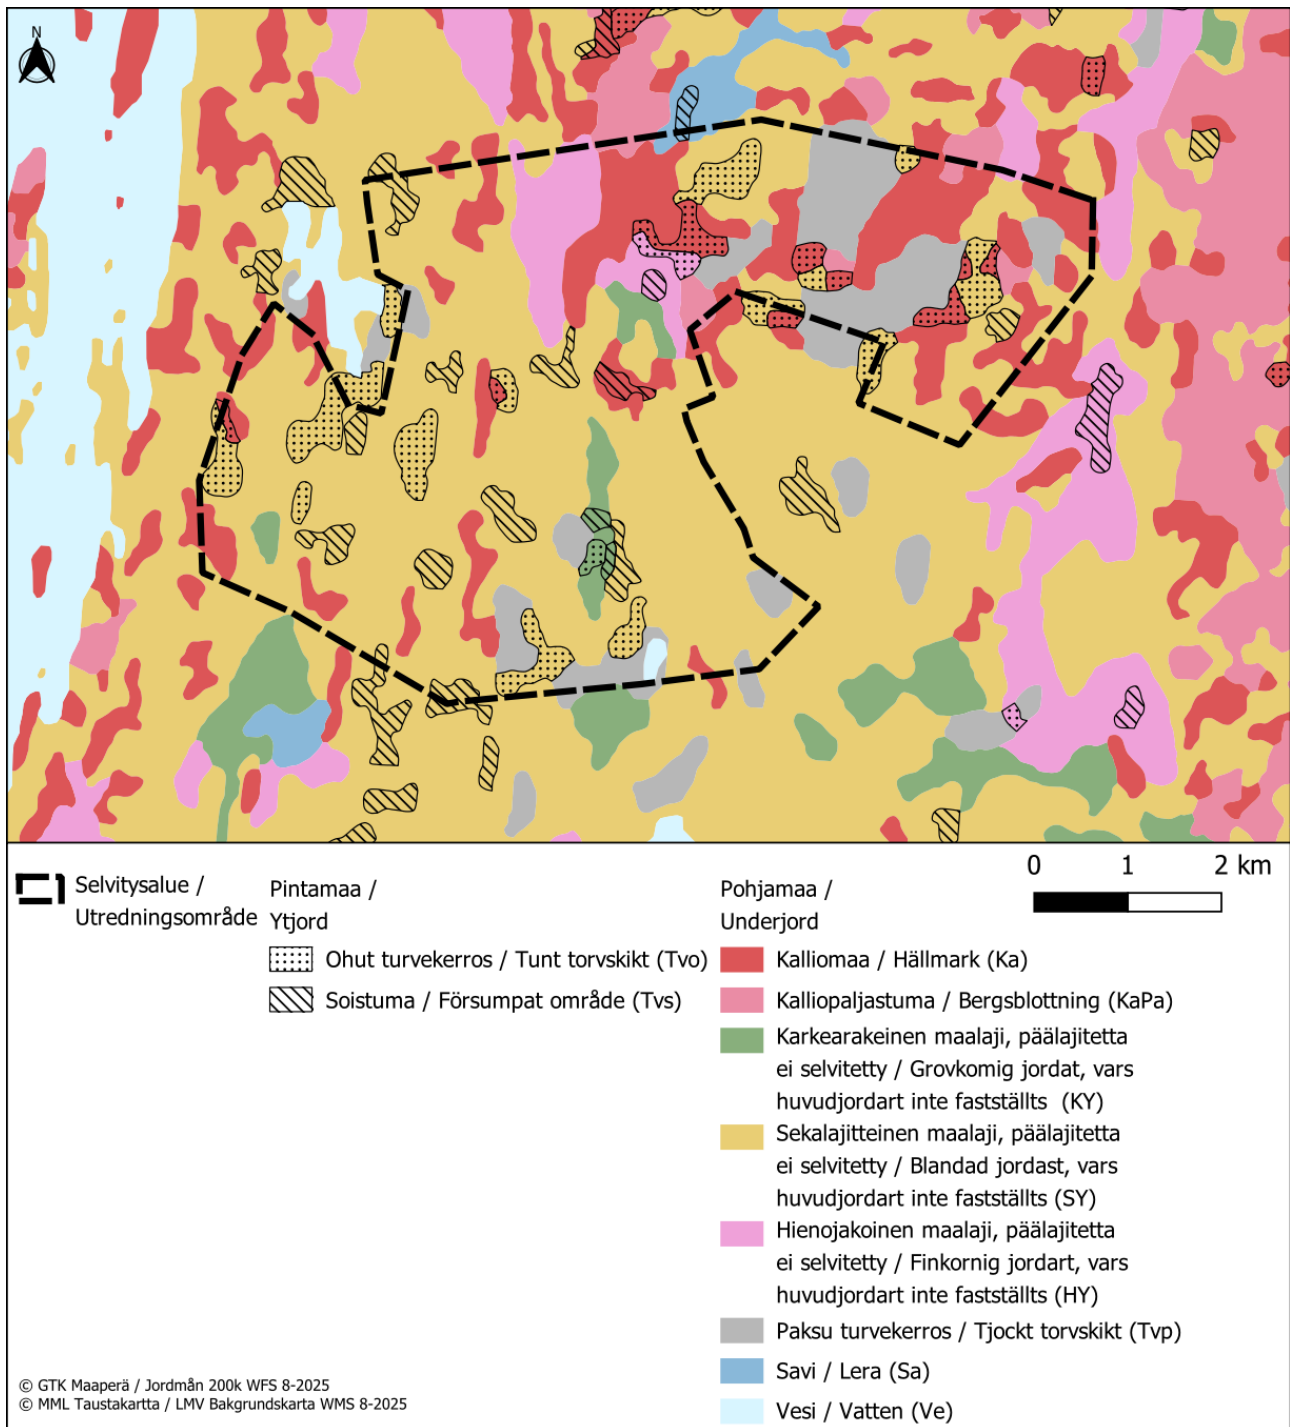 N
0 1 2 km
Selvitysalue /
Utredningsområde
Pintamaa /
Ytjord
Ohut turvekerros / Tunt torvskikt (Tvo)
Soistuma / Försumpat område (Tvs)
Pohjamaa /
Underjord
Kalliomaa / Hällmark (Ka)
Kalliopaljastuma / Bergsblottning (KaPa)
Karkearakeinen maalaji, päälajitetta
ei selvitetty / Grovkornig jordat, vars
huvudjordart inte fastställts (KY)
Sekalajitteinen maalaji, päälajitetta
ei selvitetty / Blandad jordast, vars
huvudjordart inte fastställts (SY)
Hienojakoinen maalaji, päälajitetta
ei selvitetty / Finkornig jordart, vars
huvudjordart inte fastställts (HY)
Paksu turvekerros / Tjockt torvskikt (Tvp)
Savi / Lera (Sa)
Vesi / Vatten (Ve)
© GTK Maaperä / Jordmån 200k WFS 8-2025
© MML Taustakartta / LMV Bakgrundskarta WMS 8-2025